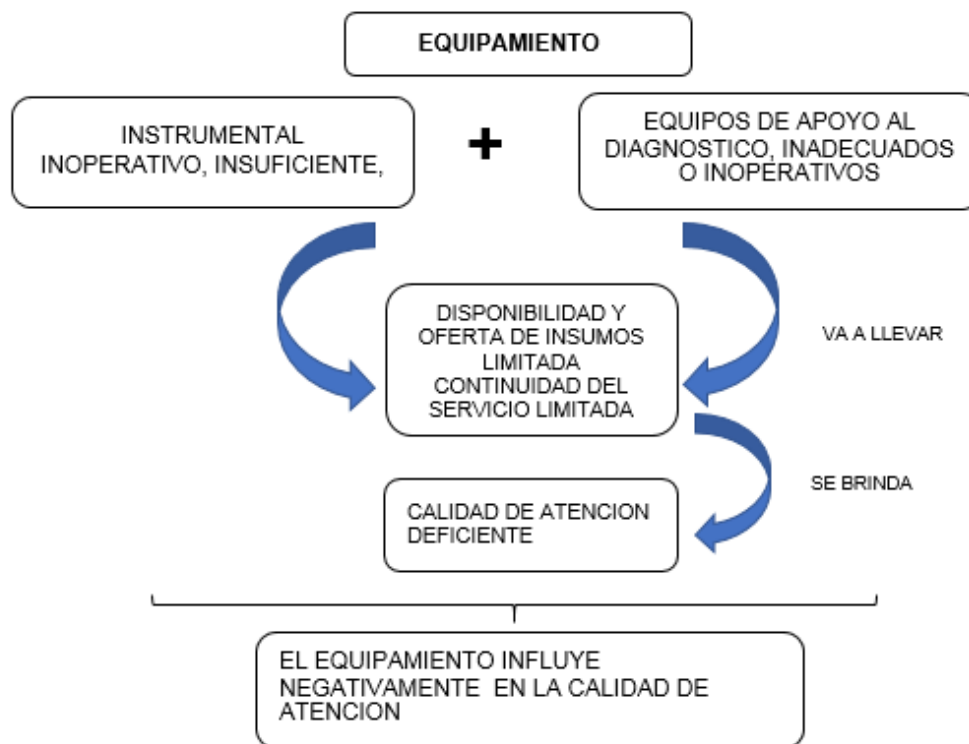 EQUIPAMIENTO
INSTRUMENTAL
INOPERATIVO, INSUFICIENTE,
+
EQUIPOS DE APOYO AL
DIAGNOSTICO, INADECUADOS
O INOPERATIVOS
DISPONIBILIDAD Y
OFERTA DE INSUMOS
LIMITADA
CONTINUIDAD DEL
SERVICIO LIMITADA
VA A LLEVAR
SE BRINDA
CALIDAD DE ATENCION
DEFICIENTE
EL EQUIPAMIENTO INFLUYE
NEGATIVAMENTE EN LA CALIDAD DE
ATENCION